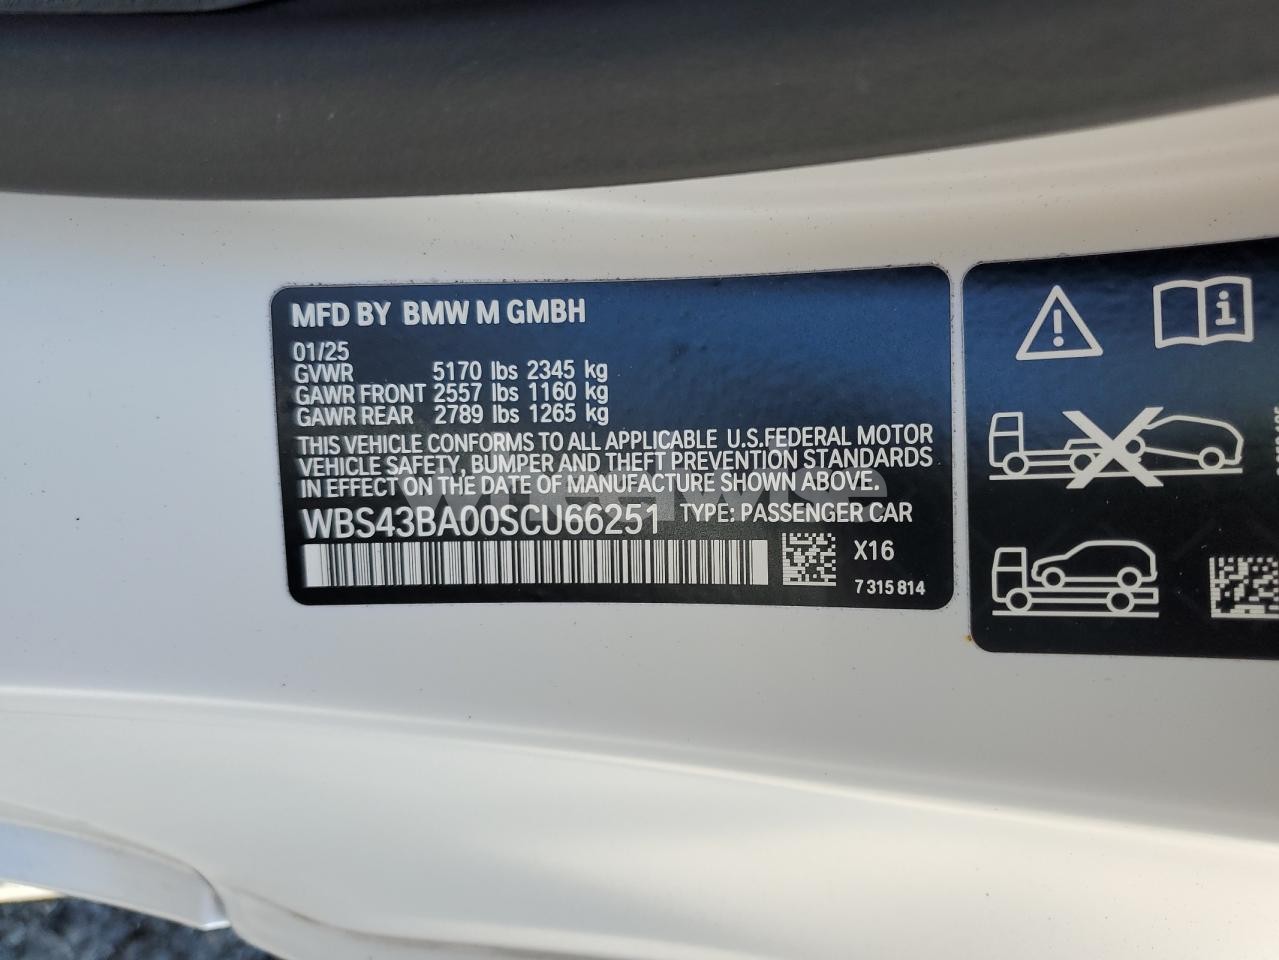 MFD BY BMW M GMBH
01/25
GVWR 5170 lbs 2345 kg
GAWR FRONT 2557 lbs 1160 kg
GAWR REAR 2789 lbs 1265 kg
THIS VEHICLE CONFORMS TO ALL APPLICABLE U.S.FEDERAL MOTOR
VEHICLE SAFETY, BUMPER AND THEFT PREVENTION STANDARDS
IN EFFECT ON THE DATE OF MANUFACTURE SHOWN ABOVE.
WBS43BA00SCU66251 TYPE: PASSENGER CAR
X16
7 315 814